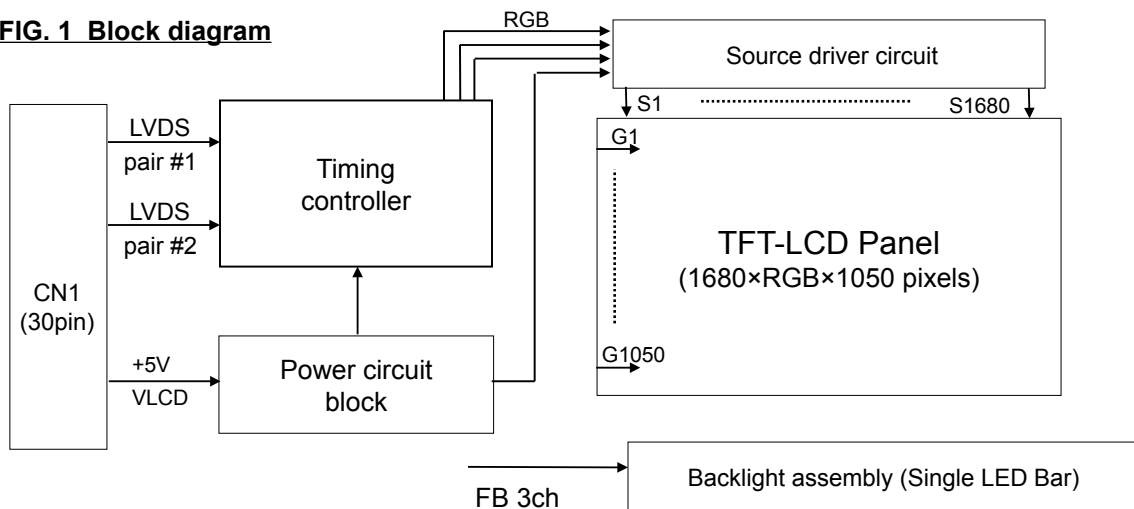 FIG. 1 Block diagram
RGB
Source driver circuit
S1
S1680
LVDS
pair #1
LVDS
pair #2
Timing
controller
G1
TFT-LCD Panel
(1680×RGB×1050 pixels)
G1050
CN1
(30pin)
+5V
VLCD
Power circuit
block
FB 3ch
Backlight assembly (Single LED Bar)